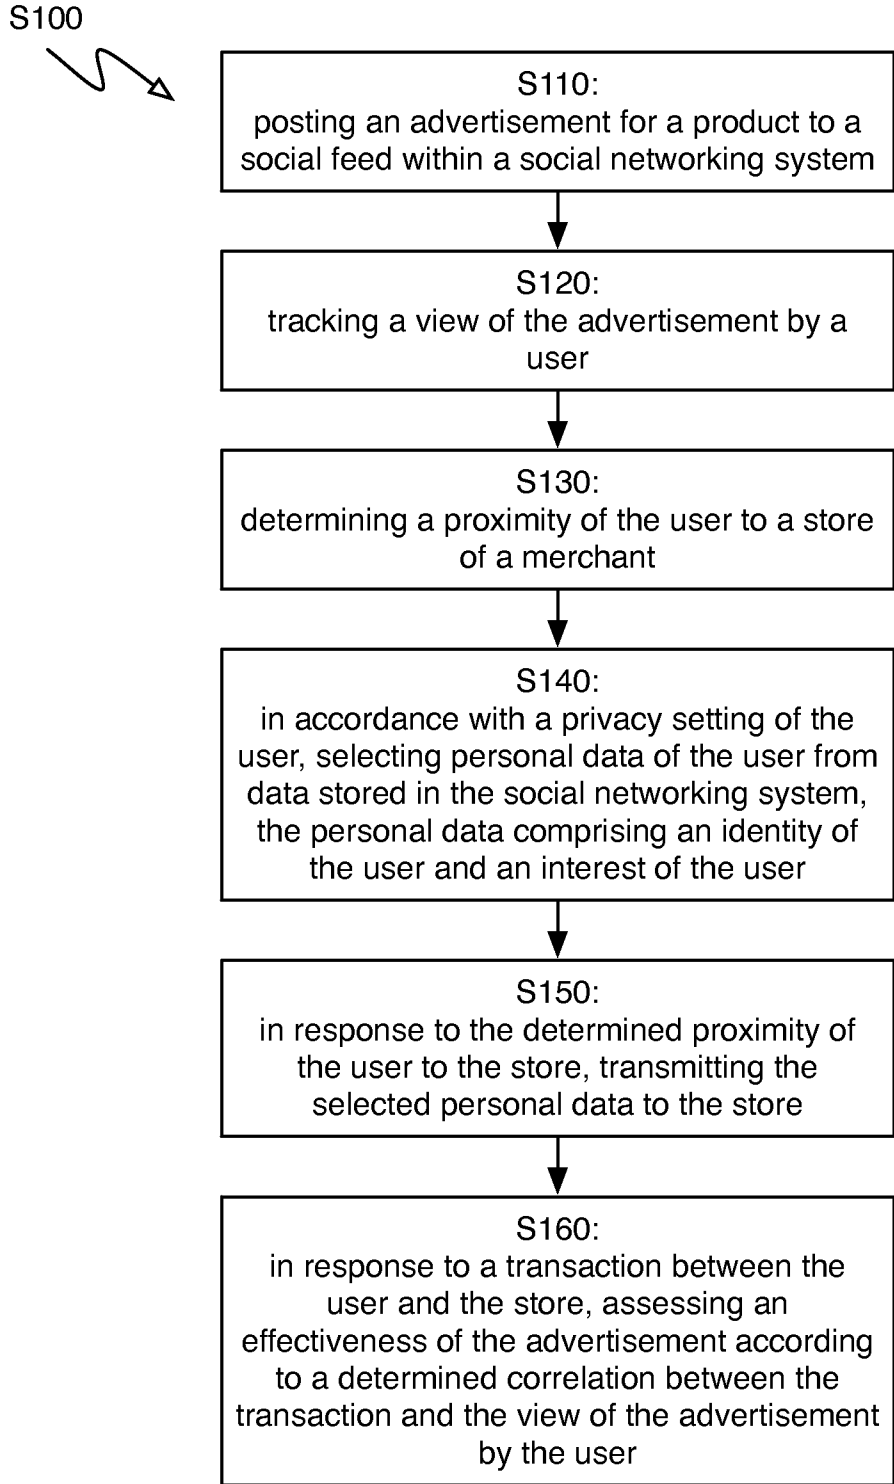 S100
S110:
posting an advertisement for a product to a
social feed within a social networking system
S120:
tracking a view of the advertisement by a
user
S130:
determining a proximity of the user to a store
of a merchant
S140:
in accordance with a privacy setting of the
user, selecting personal data of the user from
data stored in the social networking system,
the personal data comprising an identity of
the user and an interest of the user
S150:
in response to the determined proximity of
the user to the store, transmitting the
selected personal data to the store
S160:
in response to a transaction between the
user and the store, assessing an
effectiveness of the advertisement according
to a determined correlation between the
transaction and the view of the advertisement
by the user